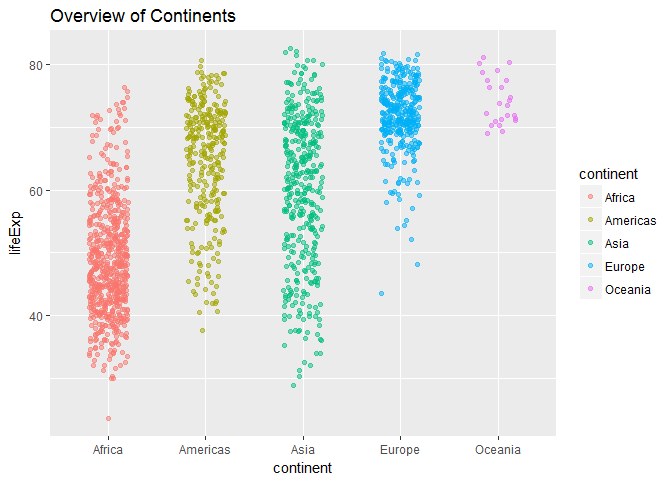 Overview of Continents
80
60
40
lifeExp
Africa
Americas
Asia
Europe
Oceania
continent
continent
Africa
Americas
Asia
Europe
Oceania